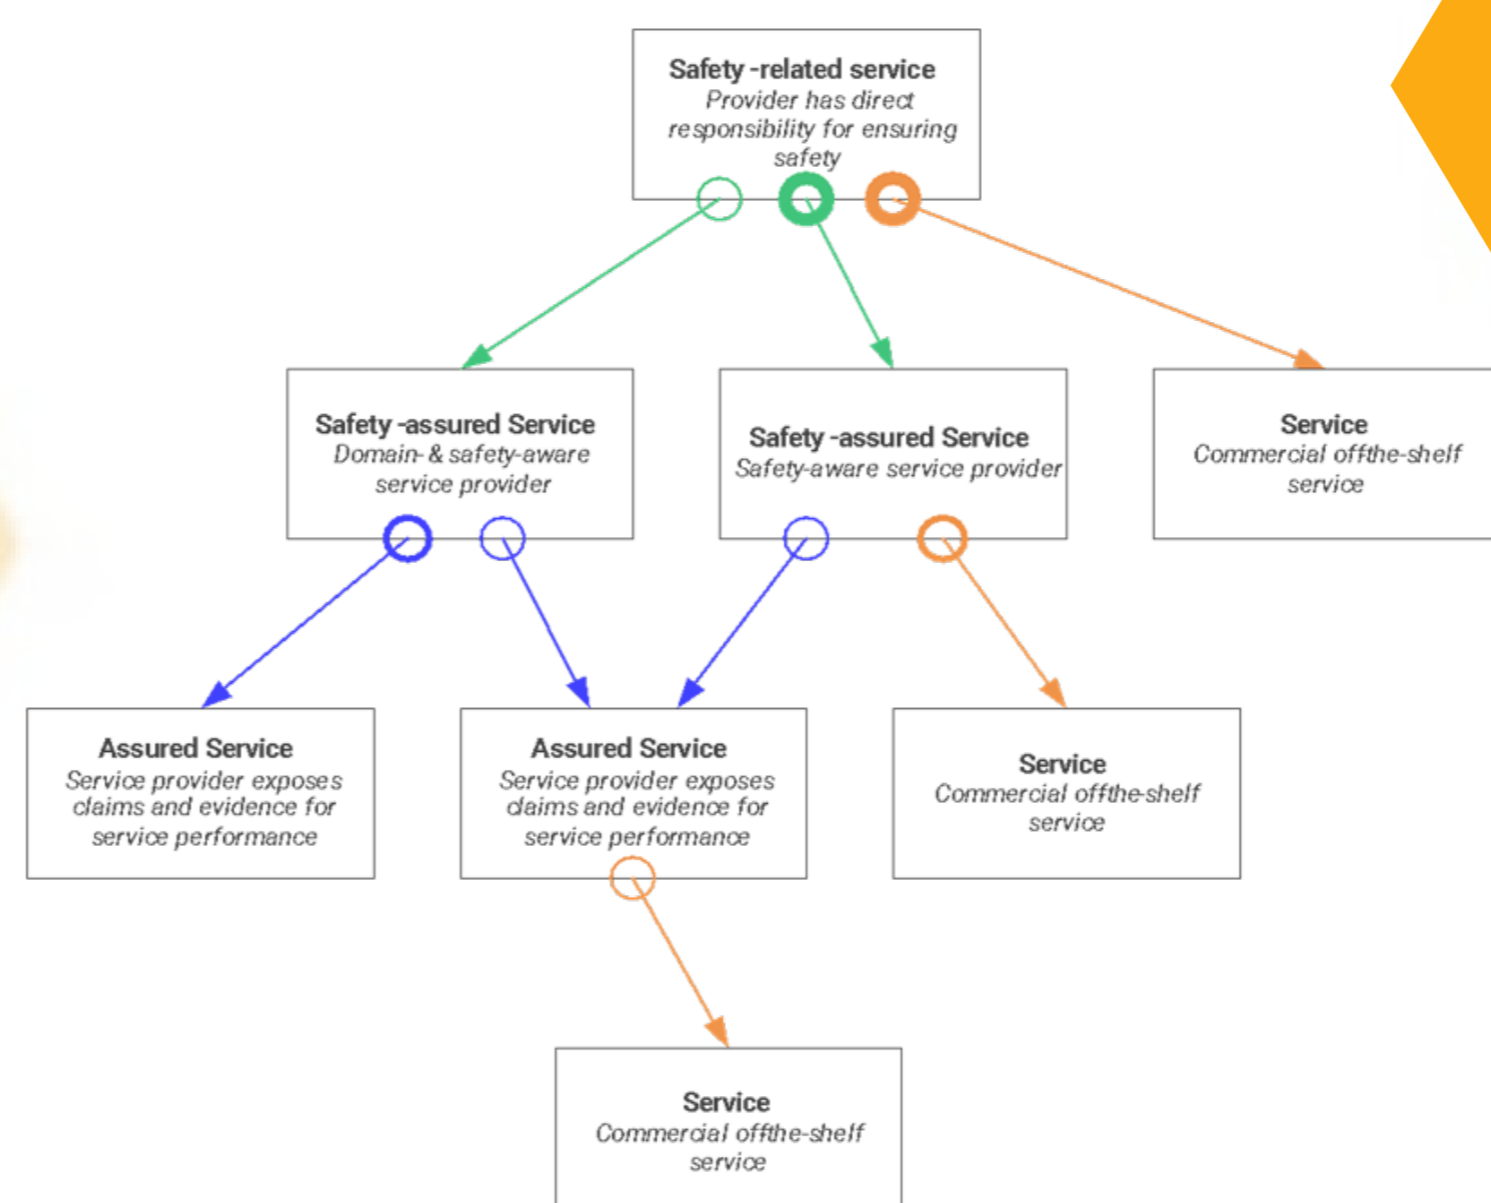 Safety -related service
Provider has direct
responsibility for ensuring
safety
Safety -assured Service
Domain- & safety-aware
service provider
Safety -assured Service
Safety-aware service provider
Service
Commercial offthe-shelf
service
Assured Service
Service provider exposes
claims and evidence for
service performance
Assured Service
Service provider exposes
claims and evidence for
service performance
Service
Commercial offthe-shelf
service
Service
Commercial offthe-shelf
service